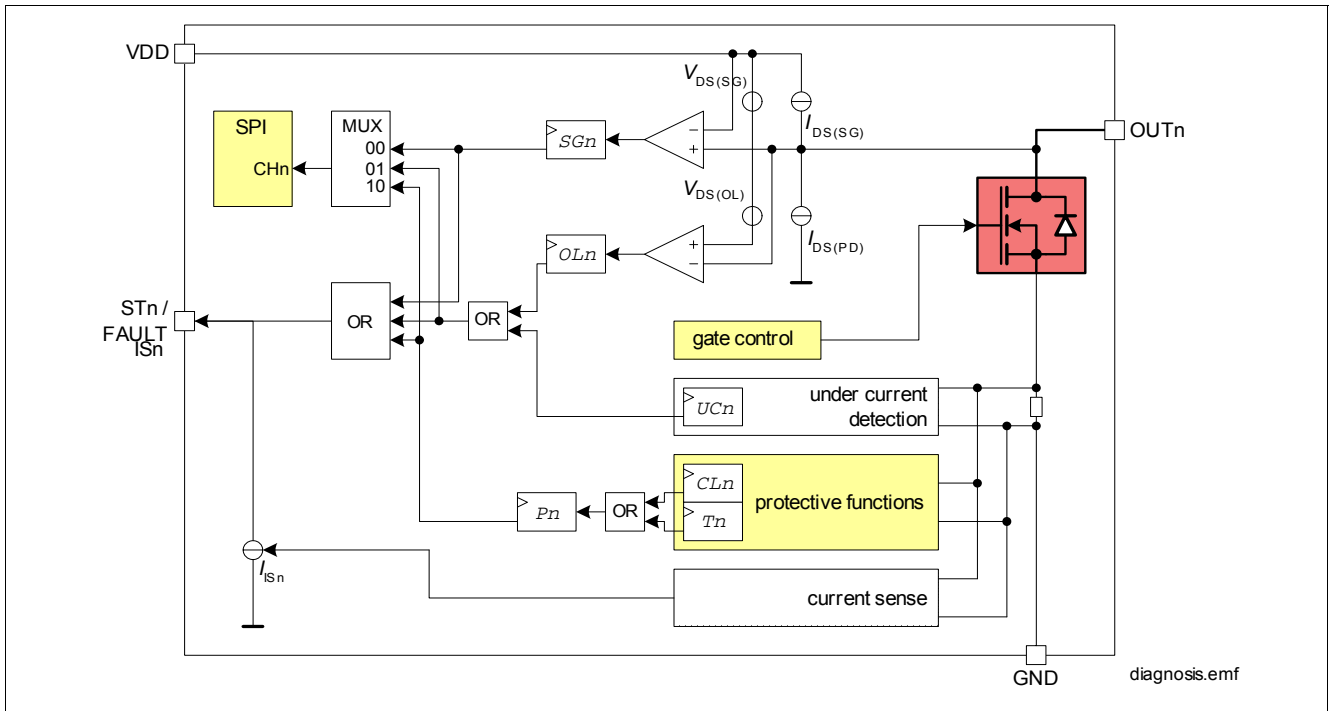 VDD
SPI
CHn
MUX
00
01
10
SGn
−
+
VDS(SG)
IDS(SG)
OUTn
VDS(OL)
IDS(PD)
OLn
+
−
STn /
FAULT
ISn
OR
OR
gate control
UCn
under current
detection
CLn
Tn
protective functions
Pn
OR
IISn
current sense
GND
diagnosis.emf